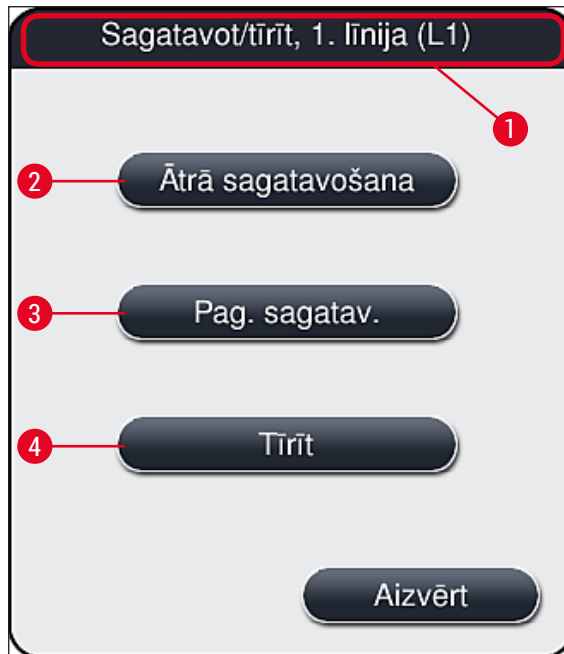 Sagatavot/tīrīt, 1. līnija (L1)
1
2
Ātrā sagatavošana
3
Pag. sagatav.
4
Tīrīt
Aizvērt